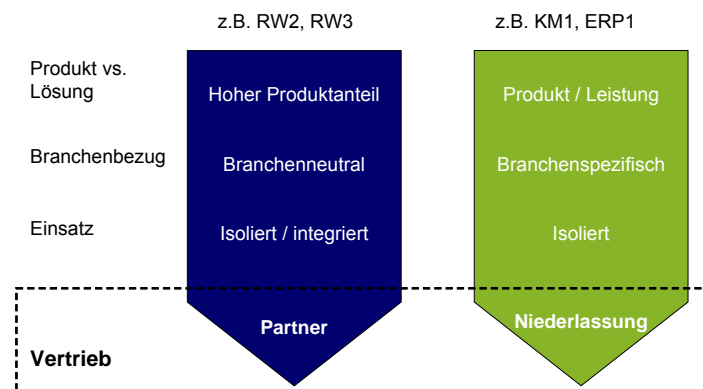 z.B. RW2, RW3
z.B. KM1, ERP1
Produkt vs.
Lösung
Hoher Produktanteil
Produkt / Leistung
Branchenbezug
Branchenneutral
Branchenspezifisch
Einsatz
Isoliert / integriert
Isoliert
Partner
Niederlassung
Vertrieb